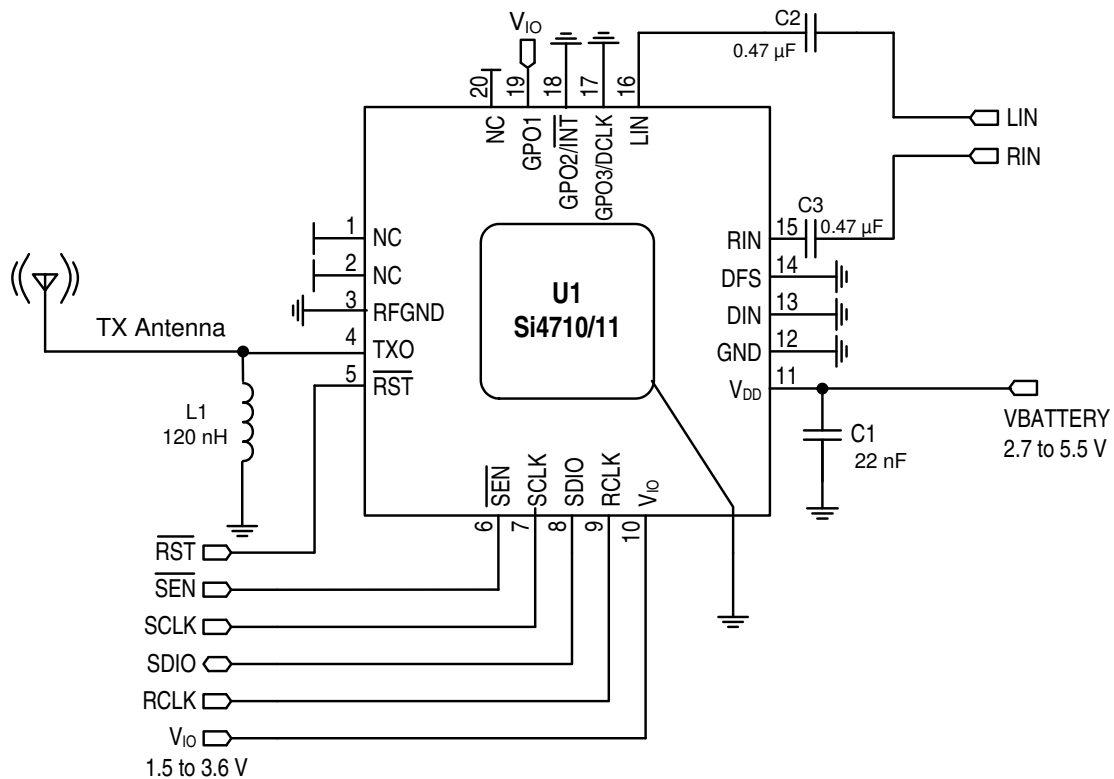 V_IO
C2
0.47 µF
20
19
18
17
16
NC
GPO1
GPO2/INT
GPO3/DCLK
LIN
LIN
RIN
C3
0.47 µF
1
NC
2
NC
3
RFGND
4
TXO
5
RST
15
RIN
14
DFS
13
DIN
12
GND
11
V_DD
U1
Si4710/11
TX Antenna
L1
120 nH
C1
22 nF
VBATTERY
2.7 to 5.5 V
SEN
SCLK
SDIO
RCLK
V_IO
6
7
8
9
10
RST
SEN
SCLK
SDIO
RCLK
V_IO
1.5 to 3.6 V